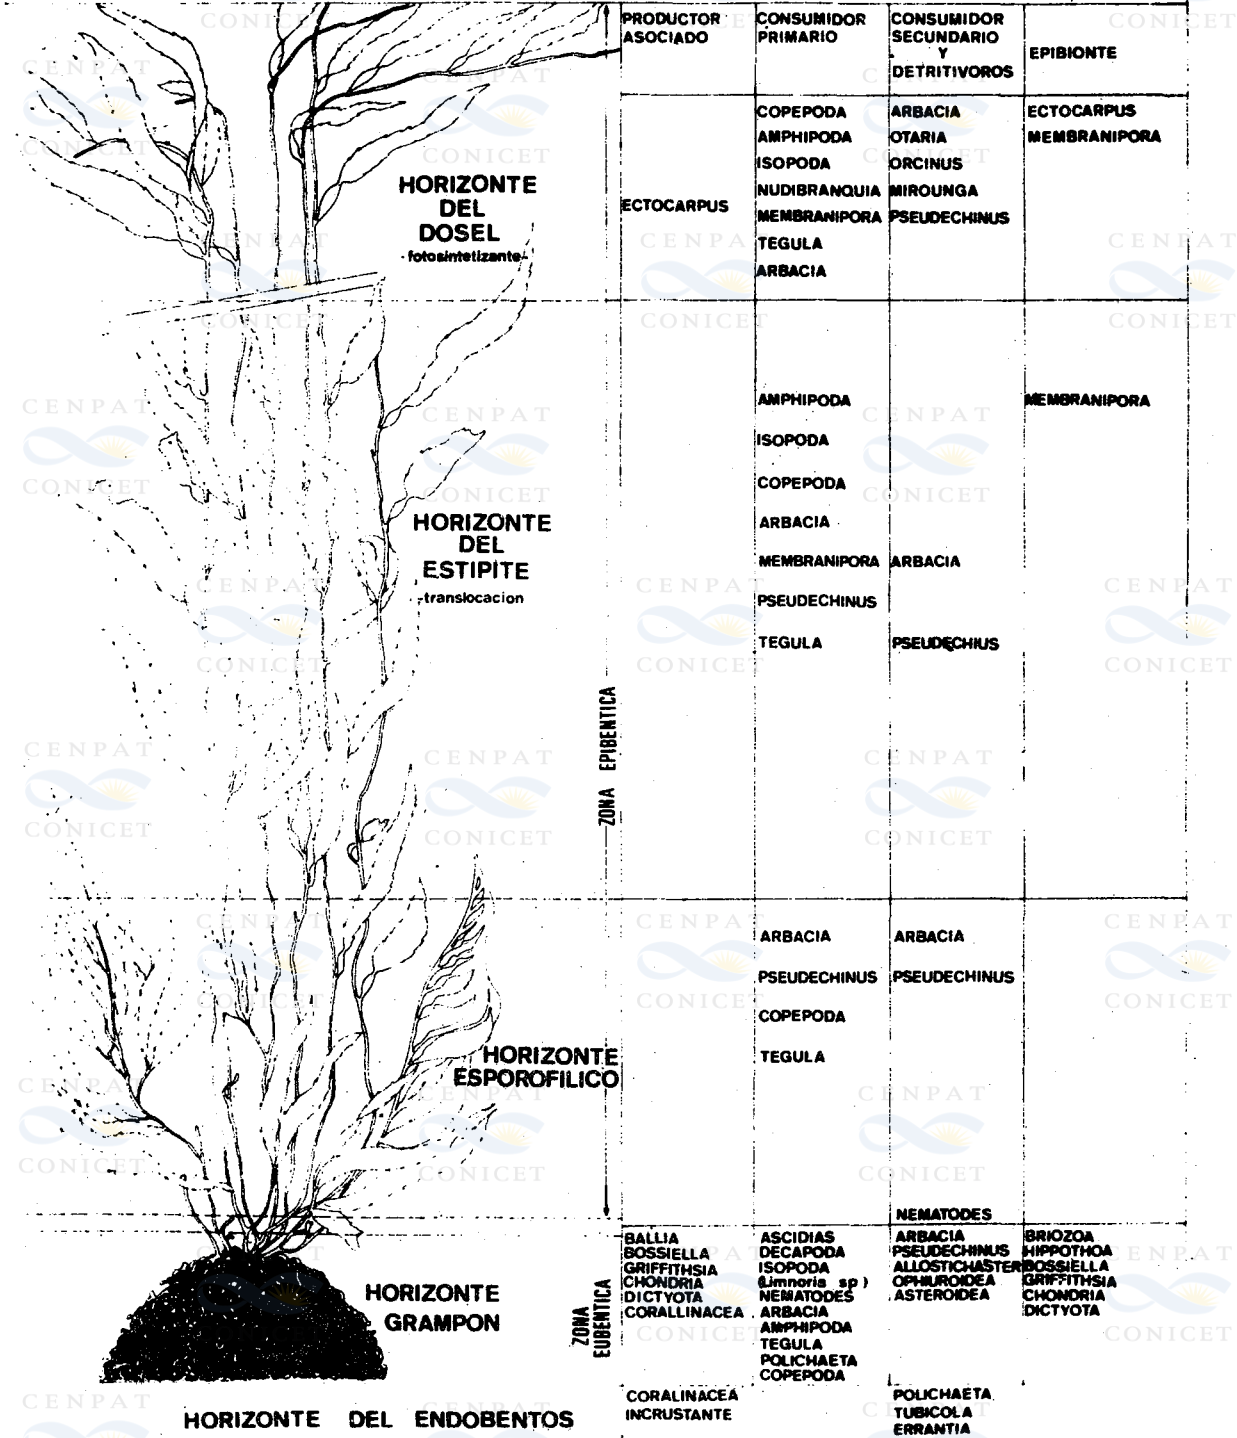 PRODUCTOR ASOCIADO
CONSUMIDOR PRIMARIO
CONSUMIDOR SECUNDARIO Y DETRITIVOROS
EPIBIONTE
HORIZONTE
DEL
DOSEL
- fotosintetizante-
ECTOCARPUS
COPEPODA
AMPHIPODA
ISOPODA
NUDIBRANQUIA
MEMBRANIPORA
TEGULA
ARBACIA
ARBACIA
OTARIA
ORCINUS
MIROUNGA
PSEUDECHINUS
ECTOCARPUS
MEMBRANIPORA
HORIZONTE
DEL
ESTIPITE
-translocacion
AMPHIPODA
ISOPODA
COPEPODA
ARBACIA
MEMBRANIPORA
PSEUDECHINUS
TEGULA
ARBACIA
PSEUDECHIUS
MEMBRANIPORA
ZONA EPIBENTICA
HORIZONTE
ESPOROFILICO
ARBACIA
PSEUDECHINUS
COPEPODA
TEGULA
ARBACIA
PSEUDECHINUS
NEMATODES
HORIZONTE
GRAMPON
ZONA
EUBENTICA
BALLIA
BOSSIELLA
GRIFFITHSIA
CHONDRIA
DICTYOTA
CORALLINACEA
ASCIDIAS
DECAPODA
ISOPODA
(Limnoria sp)
NEMATODES
ARBACIA
AMPHIPODA
TEGULA
POLICHAETA
COPEPODA
ARBACIA
PSEUDECHINUS
ALLOSTICHASTER
OPHIUROIDEA
ASTEROIDEA
BRIOZOA
HIPPOTHOA
BOSSIELLA
GRIFFITHSIA
CHONDRIA
DICTYOTA
HORIZONTE DEL ENDOBENTOS
CORALINACEA
INCRUSTANTE
POLICHAETA
TUBICOLA
ERRANTIA
CENPAT
CONICET